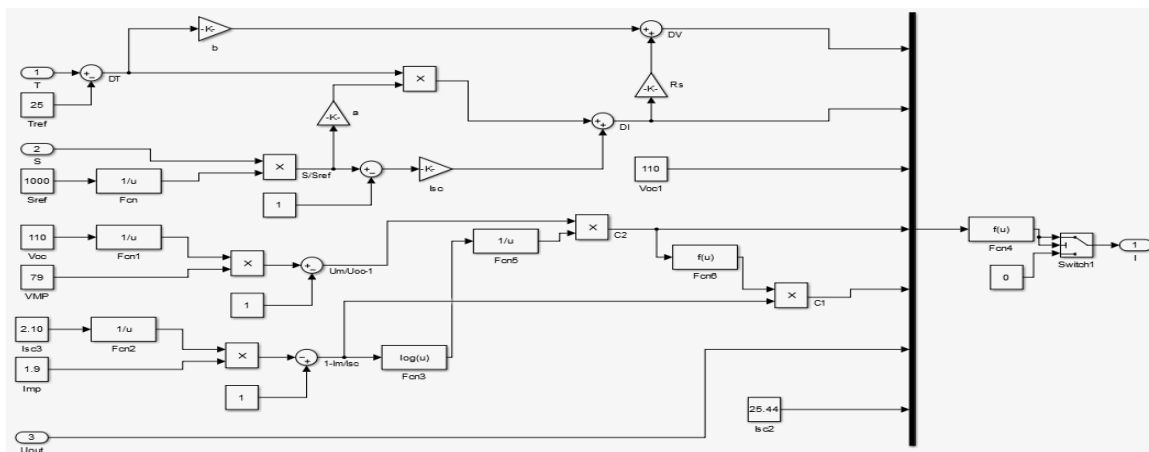 -K-
b
+
+
DV
1
T
+
−
DT
25
Tref
×
-K-
Rs
-K-
a
+
+
DI
2
S
1000
Sref
1/u
Fcn
×
S/Sref
+
−
1
-K-
Isc
110
Voc1
110
Voc
1/u
Fcn1
79
VMP
×
+
−
Um/Uoc-1
1
1/u
Fcn5
×
C2
f(u)
Fcn6
×
C1
f(u)
Fcn4
0
Switch1
1
I
2.10
Isc3
1/u
Fcn2
1.9
Imp
×
−
+
1-Im/Isc
1
log(u)
Fcn3
25.44
Isc2
3
Uout